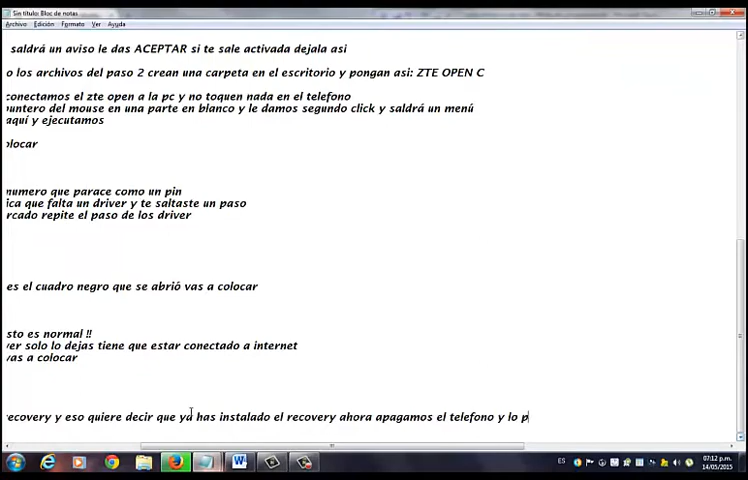 Sin título: Bloc de notas
Archivo Edición Formato Ver Ayuda
saldrá un aviso le das ACEPTAR si te sale activada dejala asi
o los archivos del paso 2 crean una carpeta en el escritorio y pongan asi: ZTE OPEN C
conectamos el zte open a la pc y no toquen nada en el telefono
puntero del mouse en una parte en blanco y le damos segundo click y saldrá un menú
aquí y ejecutamos
olocar
numero que parace como un pin
ica que falta un driver y te saltaste un paso
rcado repite el paso de los driver
es el cuadro negro que se abrió vas a colocar
sto es normal !!
ver solo lo dejas tiene que estar conectado a internet
vas a colocar
recovery y eso quiere decir que ya has instalado el recovery ahora apagamos el telefono y lo p
ES
07:12 p.m.
14/05/2015